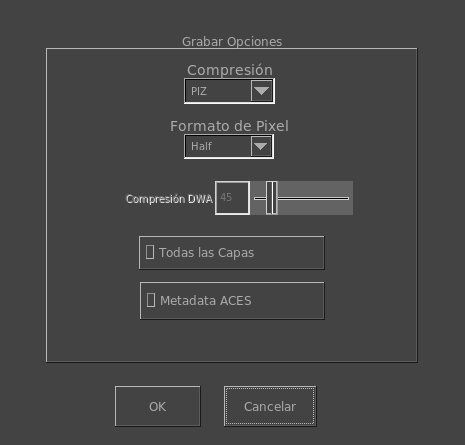 Grabar Opciones
Compresión
PIZ
Formato de Pixel
Half
Compresión DWA 45
Todas las Capas
Metadata ACES
OK Cancelar